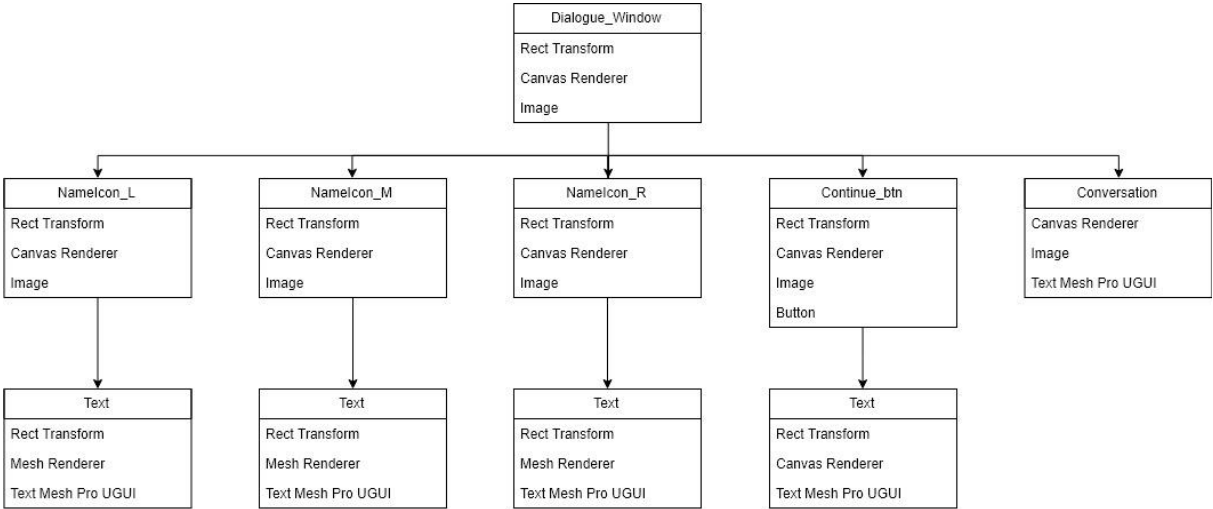 Dialogue_Window
Rect Transform
Canvas Renderer
Image
NameIcon_L
Rect Transform
Canvas Renderer
Image
NameIcon_M
Rect Transform
Canvas Renderer
Image
NameIcon_R
Rect Transform
Canvas Renderer
Image
Continue_btn
Rect Transform
Canvas Renderer
Image
Button
Conversation
Canvas Renderer
Image
Text Mesh Pro UGUI
Text
Rect Transform
Mesh Renderer
Text Mesh Pro UGUI
Text
Rect Transform
Mesh Renderer
Text Mesh Pro UGUI
Text
Rect Transform
Mesh Renderer
Text Mesh Pro UGUI
Text
Rect Transform
Canvas Renderer
Text Mesh Pro UGUI